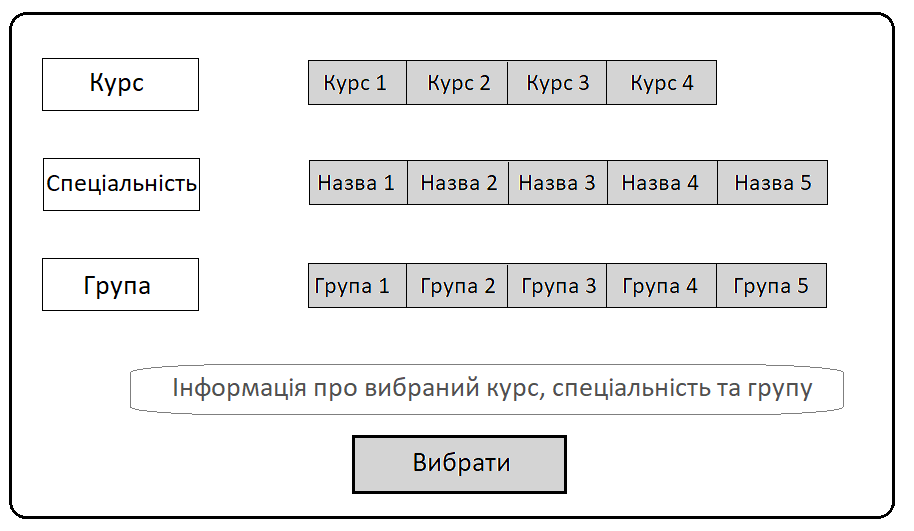 Курс Курс 1 Курс 2 Курс 3 Курс 4
Спеціальність Назва 1 Назва 2 Назва 3 Назва 4 Назва 5
Група Група 1 Група 2 Група 3 Група 4 Група 5
Інформація про вибраний курс, спеціальність та групу
Вибрати